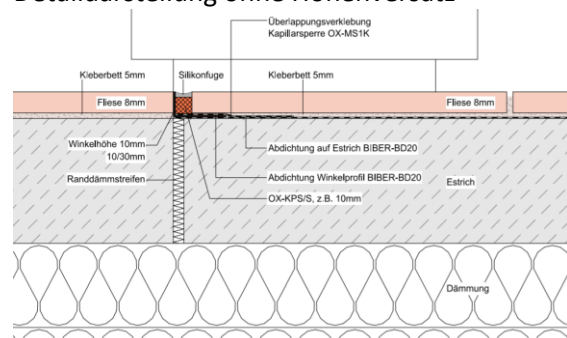 Detaildarstellung ohne Höhenversatz
Überlappungsverklebung
Kapillarsperre OX-MS1K
Kleberbett 5mm
Silikonfuge
Kleberbett 5mm
Fliese 8mm
Fliese 8mm
Winkelhöhe 10mm
10/30mm
Abdichtung auf Estrich BIBER-BD20
Randdämmstreifen
Abdichtung Winkelprofil BIBER-BD20
Estrich
OX-KPS/S, z.B. 10mm
Dämmung